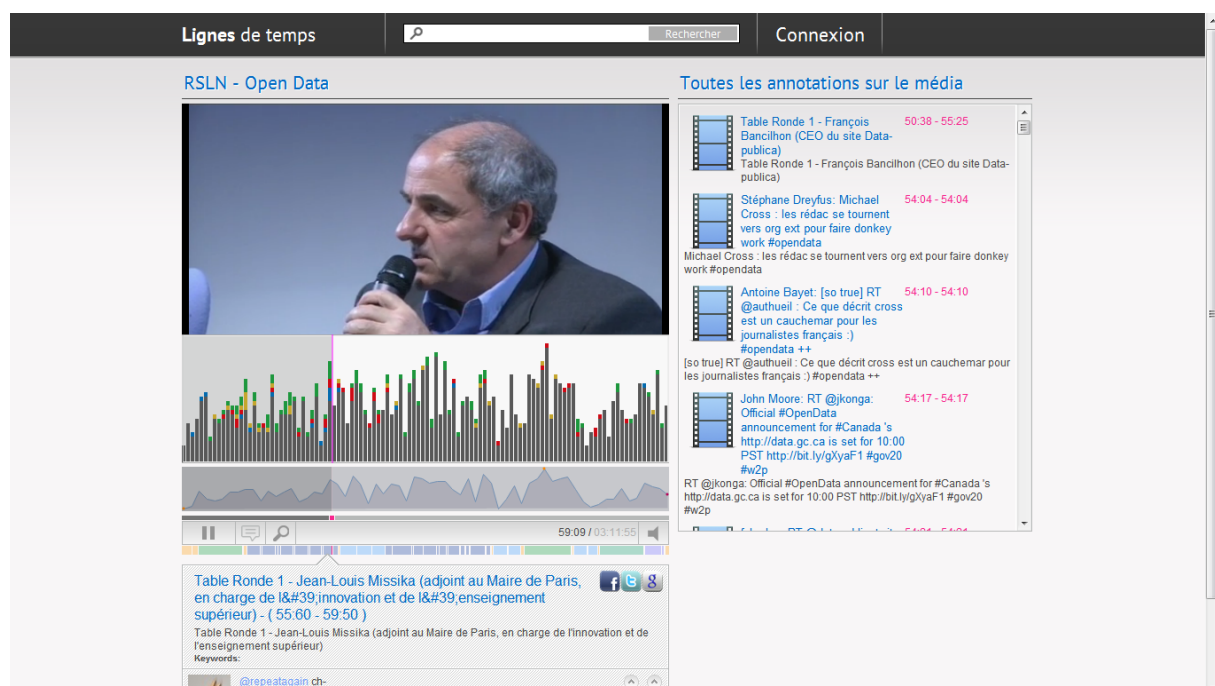 Lignes de temps
Rechercher
Connexion
RSLN - Open Data
59:09 / 03:11:55
Table Ronde 1 - Jean-Louis Missika (adjoint au Maire de Paris,
en charge de l&#39;innovation et de l&#39;enseignement
supérieur) - ( 55:60 - 59:50 )
Table Ronde 1 - Jean-Louis Missika (adjoint au Maire de Paris, en charge de l'innovation et de
l'enseignement supérieur)
Keywords:
f t g
@repeatagain ch-
Toutes les annotations sur le média
Table Ronde 1 - François 50:38 - 55:25
Bancilhon (CEO du site Data-
publica)
Table Ronde 1 - François Bancilhon (CEO du site Data-
publica)
Stéphane Dreyfus: Michael 54:04 - 54:04
Cross : les rédac se tournent
vers org ext pour faire donkey
work #opendata
Michael Cross : les rédac se tournent vers org ext pour faire donkey
work #opendata
Antoine Bayet: [so true] RT 54:10 - 54:10
@authueil : Ce que décrit cross
est un cauchemar pour les
journalistes français :)
#opendata ++
[so true] RT @authueil : Ce que décrit cross est un cauchemar pour
les journalistes français :) #opendata ++
John Moore: RT @jkonga: 54:17 - 54:17
Official #OpenData
announcement for #Canada 's
http://data.gc.ca is set for 10:00
PST http://bit.ly/gXyaF1 #gov20
#w2p
RT @jkonga: Official #OpenData announcement for #Canada 's
http://data.gc.ca is set for 10:00 PST http://bit.ly/gXyaF1 #gov20
#w2p